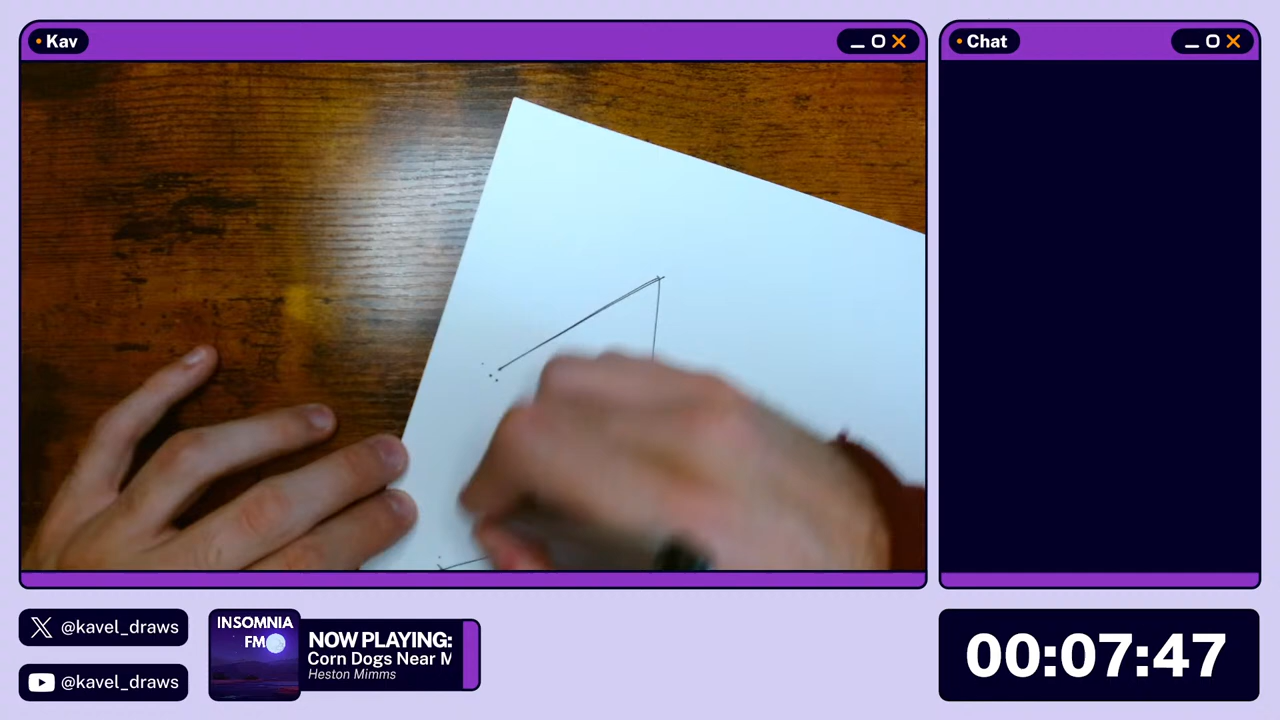 Kav
Chat
@kavel_draws
@kavel_draws
INSOMNIA
FM
NOW PLAYING:
Corn Dogs Near M
Heston Mimms
00:07:47